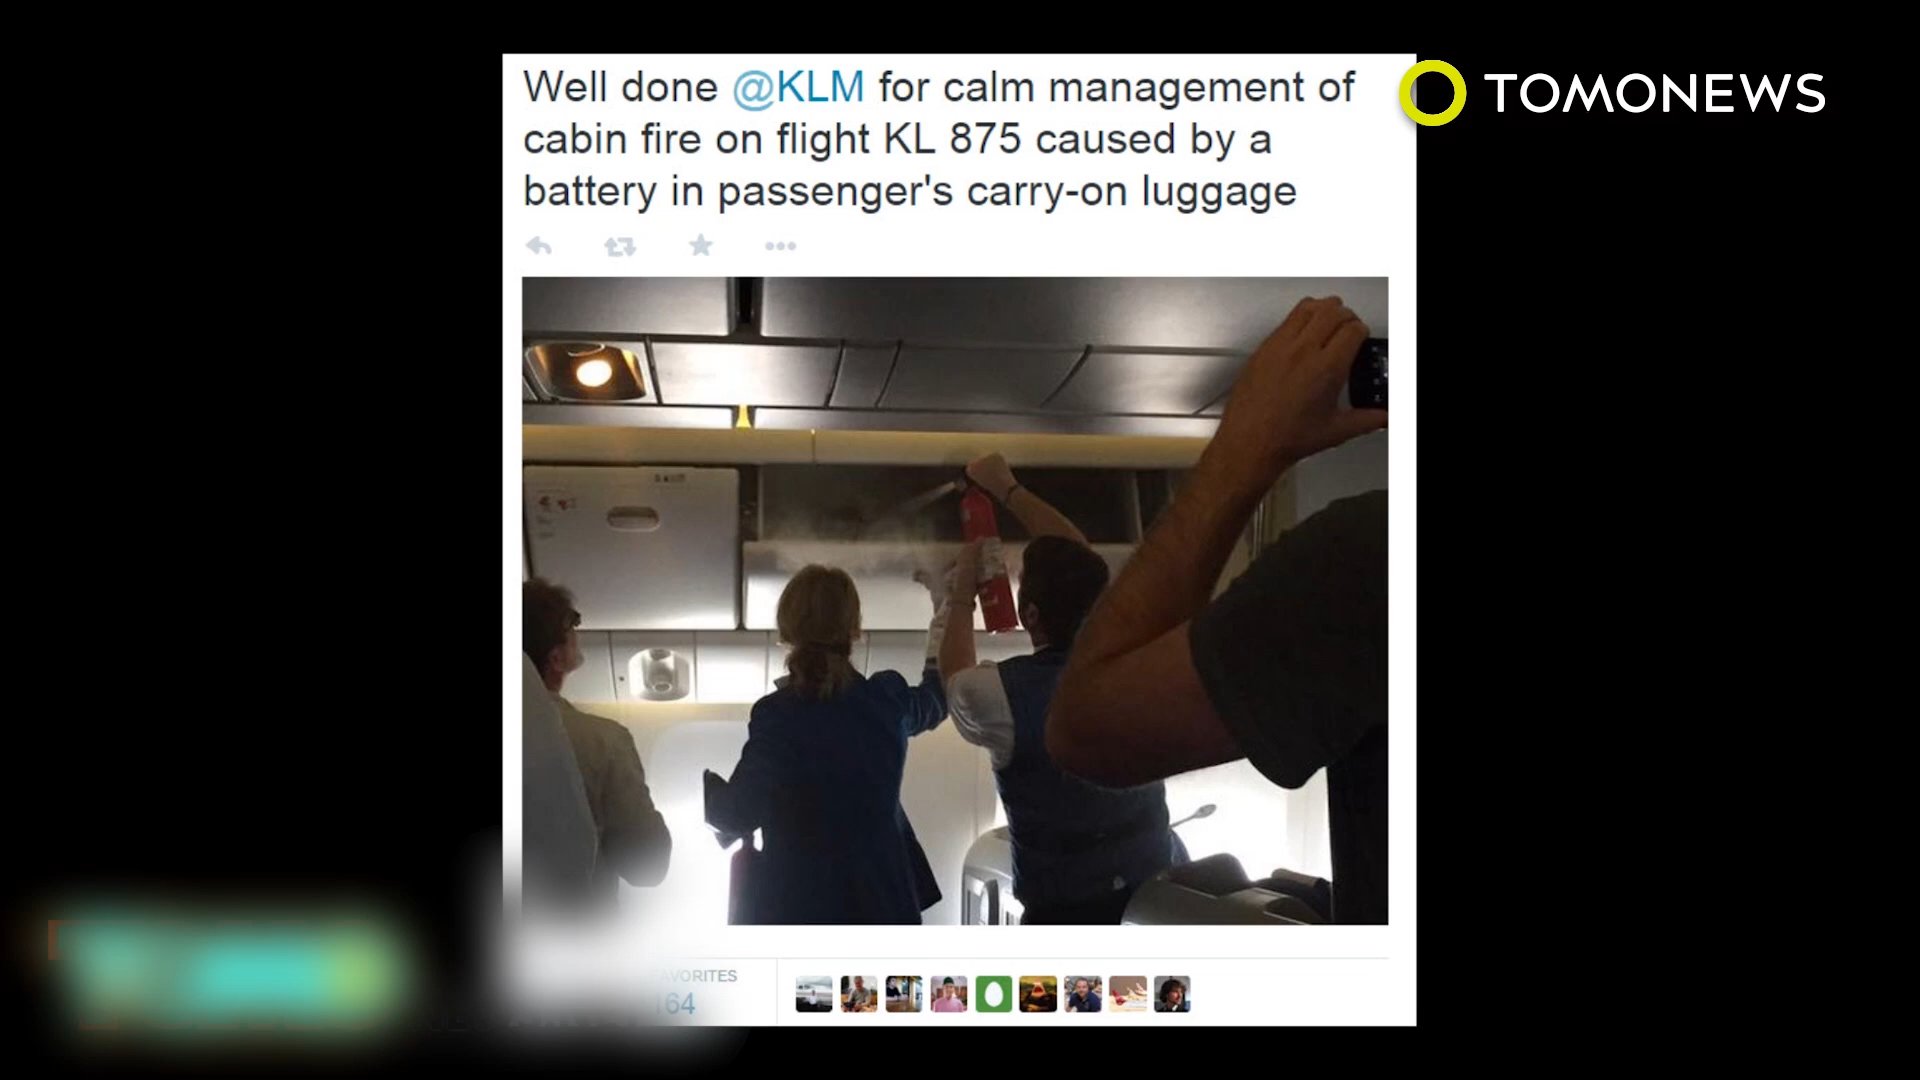 Well done @KLM for calm management of
cabin fire on flight KL 875 caused by a
battery in passenger's carry-on luggage
TOMONEWS